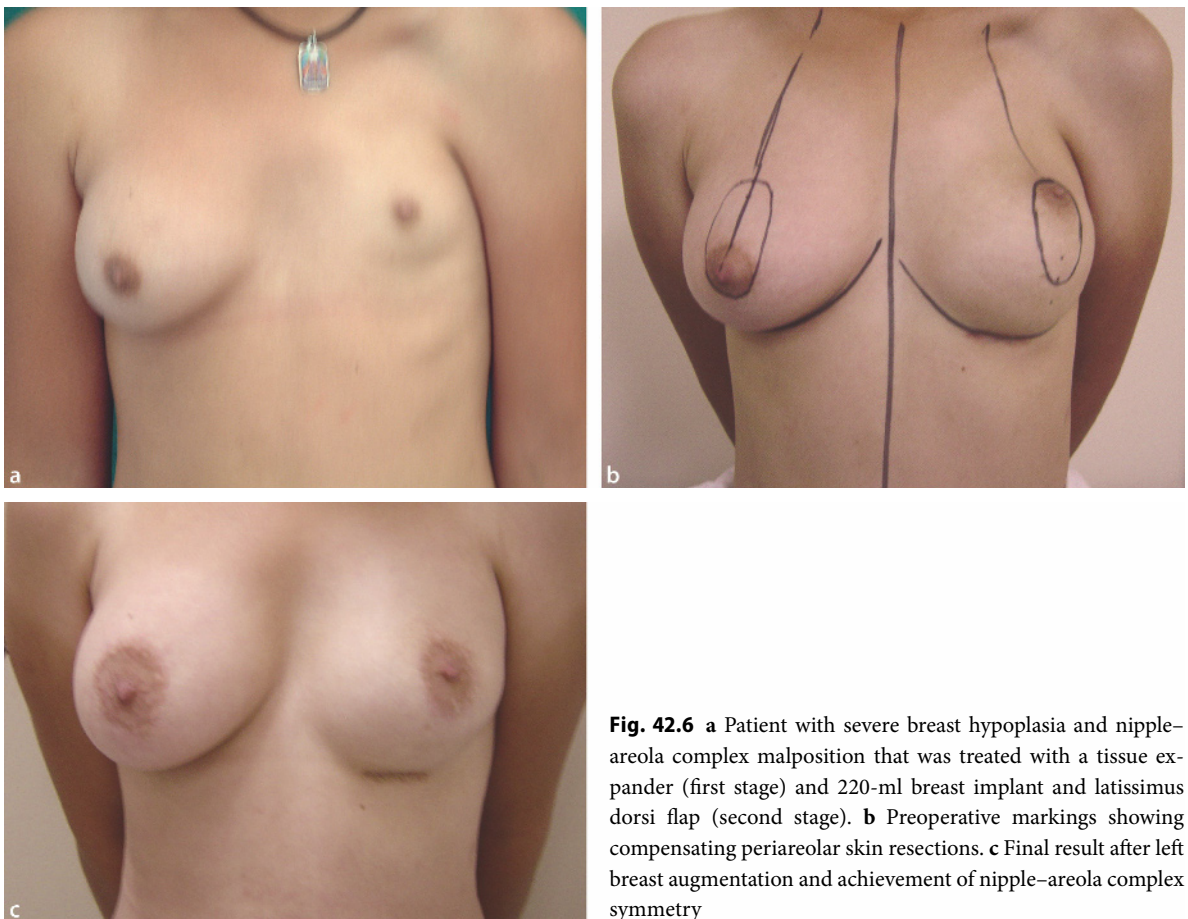 a
b
c
Fig. 42.6 a Patient with severe breast hypoplasia and nipple–
areola complex malposition that was treated with a tissue ex-
pander (first stage) and 220-ml breast implant and latissimus
dorsi flap (second stage). b Preoperative markings showing
compensating periareolar skin resections. c Final result after left
breast augmentation and achievement of nipple–areola complex
symmetry